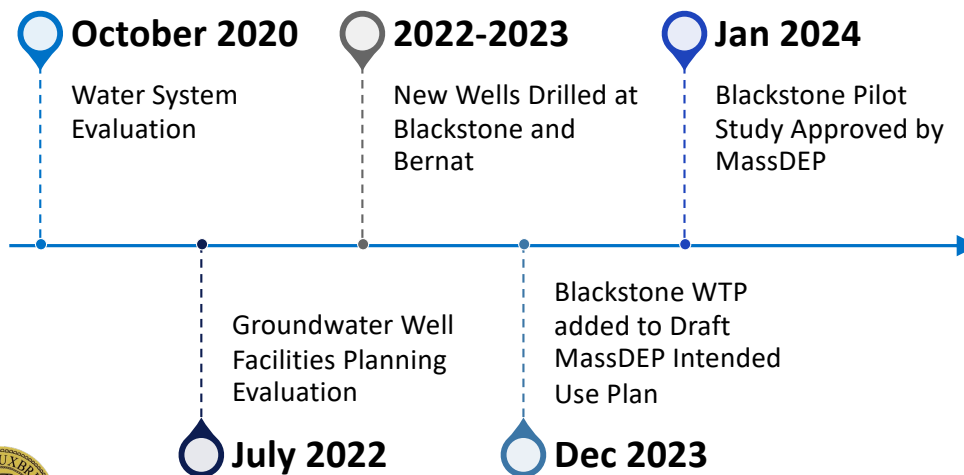 October 2020
Water System
Evaluation
2022-2023
New Wells Drilled at
Blackstone and
Bernat
Jan 2024
Blackstone Pilot
Study Approved by
MassDEP
Groundwater Well
Facilities Planning
Evaluation
July 2022
Blackstone WTP
added to Draft
MassDEP Intended
Use Plan
Dec 2023